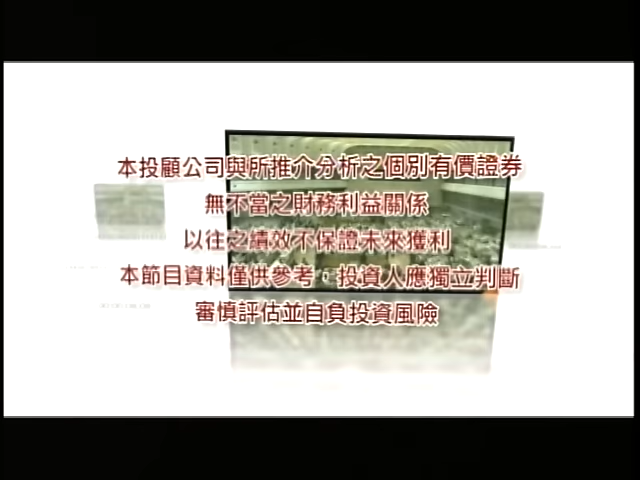 本投顧公司與所推介分析之個別有價證券
無不當之財務利益關係
以往之績效不保證未來獲利
本節目資料僅供參考，投資人應獨立判斷
審慎評估並自負投資風險